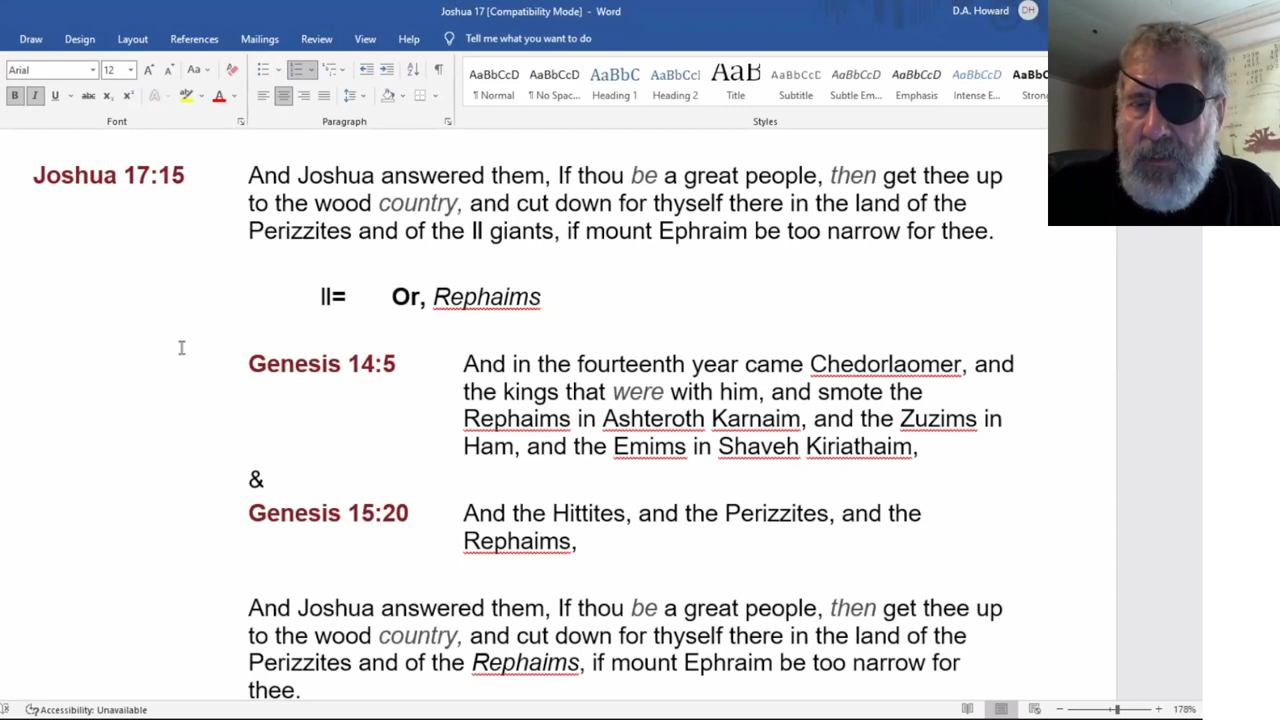 Joshua 17 [Compatibility Mode] - Word
D.A. Howard DH
Draw Design Layout References Mailings Review View Help Tell me what you want to do
Arial 12 Aa
B I U abc x₂ x² A A
AaBbCcD AaBbCcD AaBbC AaBbCcI AaB AaBbCcD AaBbCcD AaBbCcD AaBbCcD AaBbCc
¶ Normal ¶ No Spac... Heading 1 Heading 2 Title Subtitle Subtle Em... Emphasis Intense E... Stron
Font Paragraph Styles
Joshua 17:15 And Joshua answered them, If thou be a great people, then get thee up
to the wood country, and cut down for thyself there in the land of the
Perizzites and of the ll giants, if mount Ephraim be too narrow for thee.
||= Or, Rephaims
Genesis 14:5 And in the fourteenth year came Chedorlaomer, and
the kings that were with him, and smote the
Rephaims in Ashteroth Karnaim, and the Zuzims in
Ham, and the Emims in Shaveh Kiriathaim,
&
Genesis 15:20 And the Hittites, and the Perizzites, and the
Rephaims,
And Joshua answered them, If thou be a great people, then get thee up
to the wood country, and cut down for thyself there in the land of the
Perizzites and of the Rephaims, if mount Ephraim be too narrow for
thee.
Accessibility: Unavailable 178%